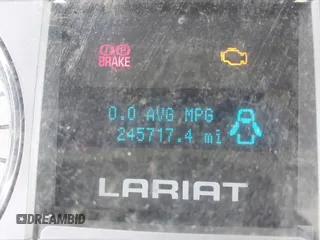 BRAKE
0.0 AVG MPG
245717.4 mi
LARIAT
DREAMBID